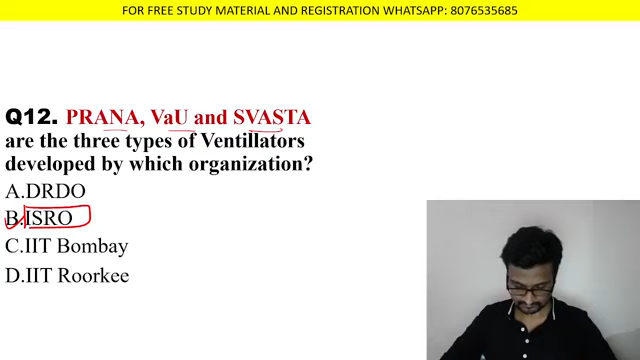 FOR FREE STUDY MATERIAL AND REGISTRATION WHATSAPP: 8076535685
Q12. PRANA, VaU and SVASTA
are the three types of Ventillators
developed by which organization?
A.DRDO
B.ISRO
C.IIT Bombay
D.IIT Roorkee